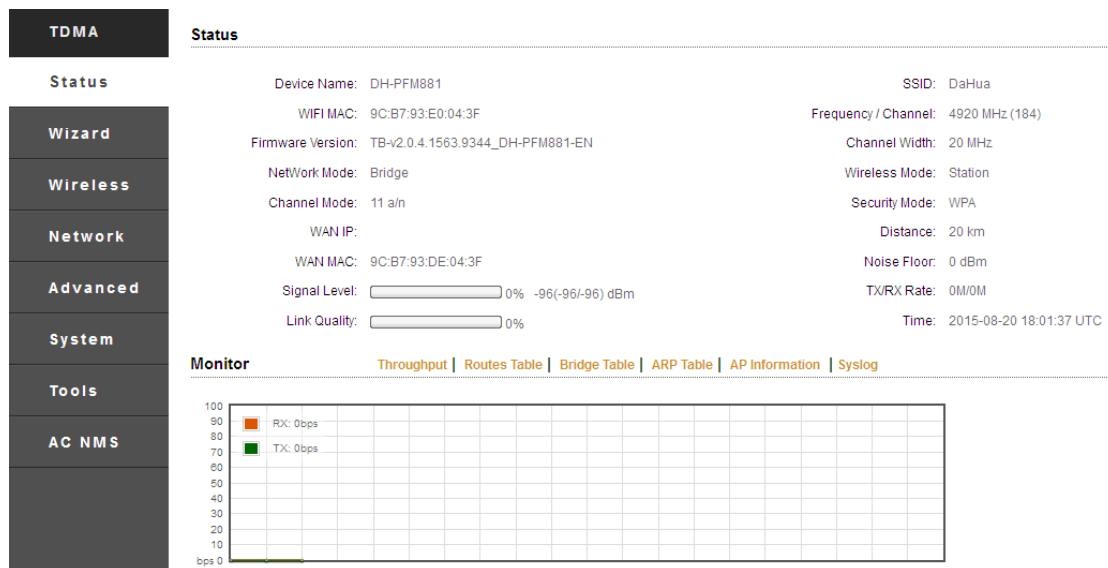 TDMA
Status
Wizard
Wireless
Network
Advanced
System
Tools
AC NMS
Status
Device Name: DH-PFM881
WIFI MAC: 9C:B7:93:E0:04:3F
Firmware Version: TB-v2.0.4.1563.9344_DH-PFM881-EN
NetWork Mode: Bridge
Channel Mode: 11 a/n
WAN IP:
WAN MAC: 9C:B7:93:DE:04:3F
Signal Level: 0% -96(-96/-96) dBm
Link Quality: 0%
SSID: DaHua
Frequency / Channel: 4920 MHz (184)
Channel Width: 20 MHz
Wireless Mode: Station
Security Mode: WPA
Distance: 20 km
Noise Floor: 0 dBm
TX/RX Rate: 0M/0M
Time: 2015-08-20 18:01:37 UTC
Monitor
Throughput | Routes Table | Bridge Table | ARP Table | AP Information | Syslog
100
90
80
70
60
50
40
30
20
10
bps 0
RX: 0bps
TX: 0bps